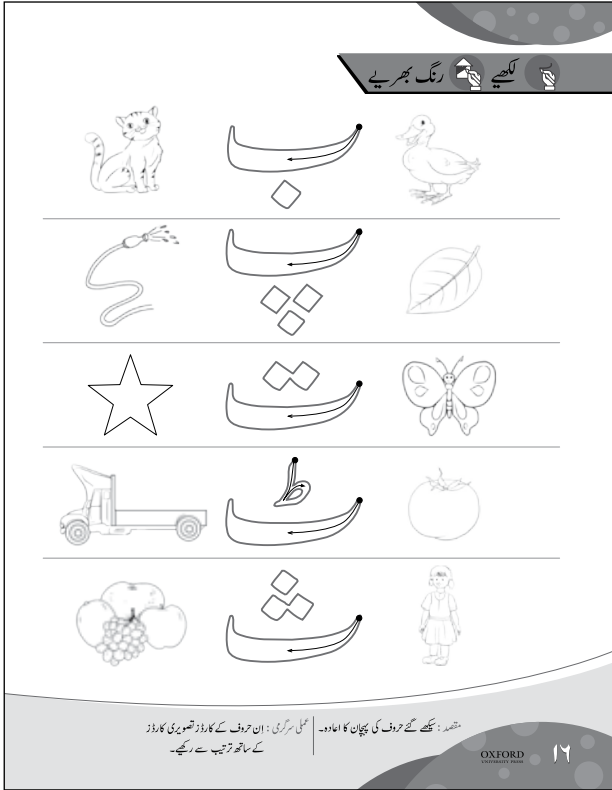 لکھیے رنگ بھریے
ب
پ
ت
ٹ
ث
مقصد : سیکھے گئے حروف کی پہچان کا اعادہ۔
عملی سرگرمی : اِن حروف کے کارڈز تصویری کارڈز
کے ساتھ ترتیب سے رکھیے۔
OXFORD
UNIVERSITY PRESS
۱۶